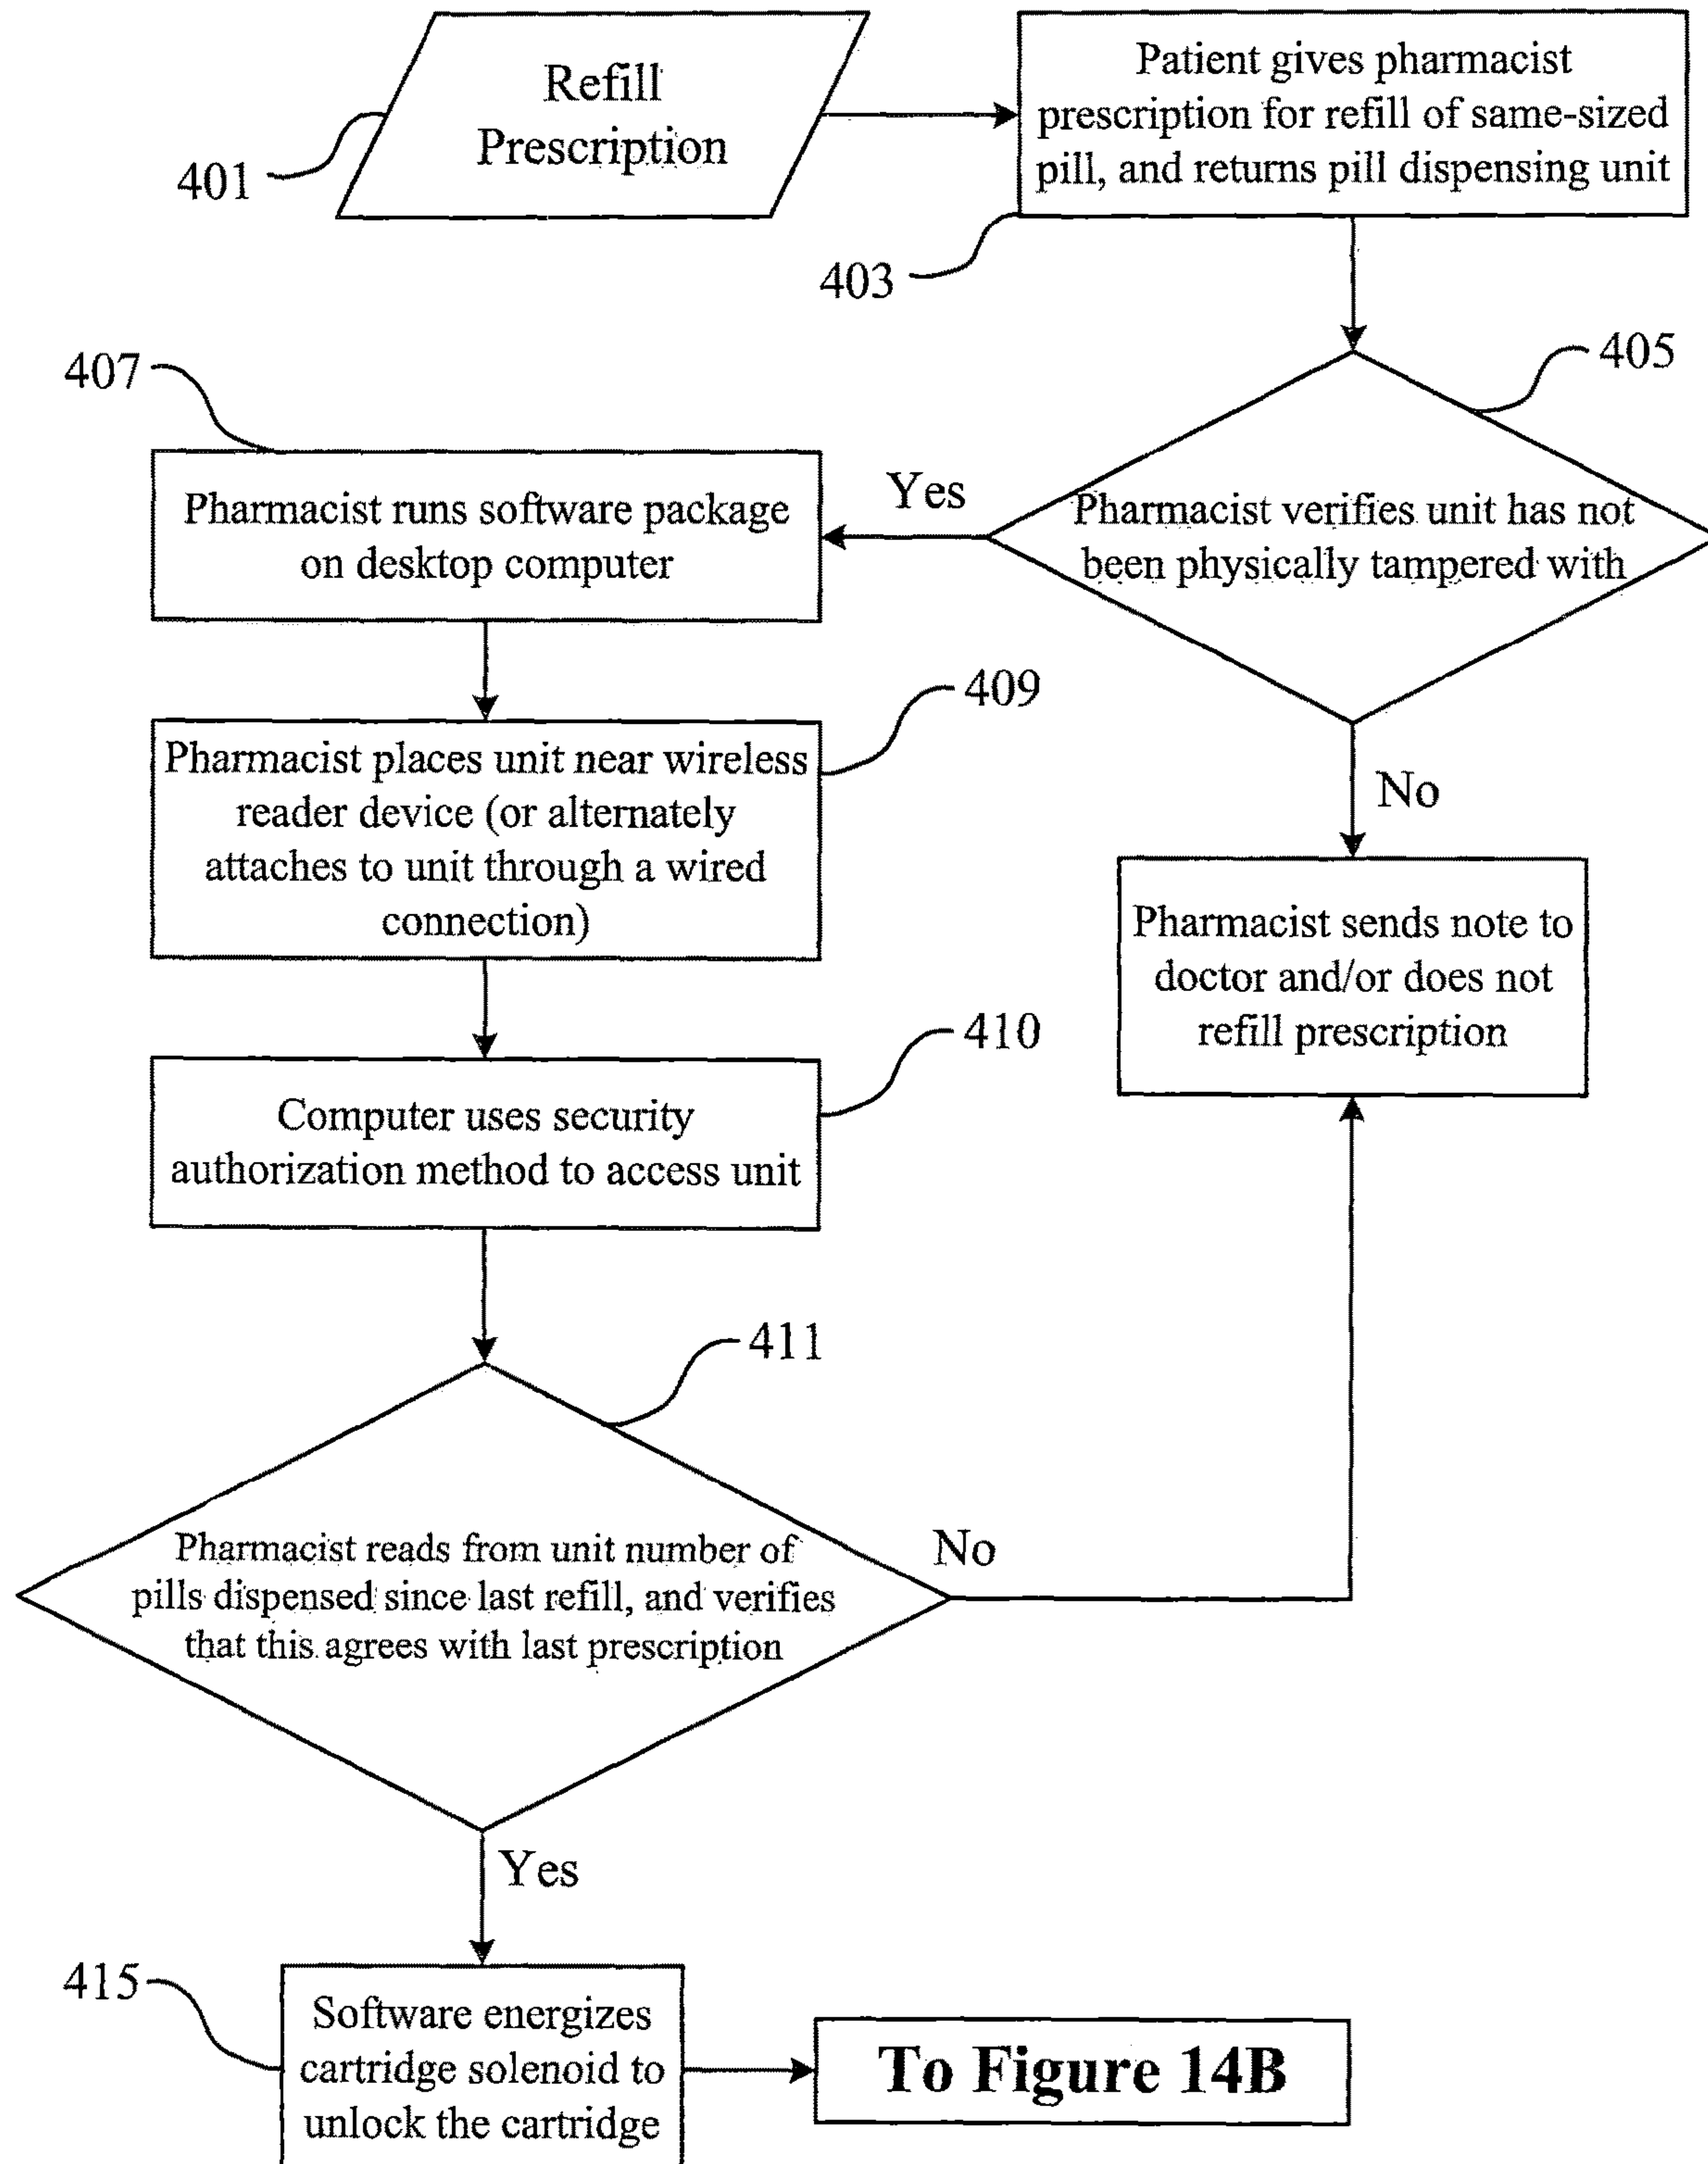 Refill
Prescription
401
Patient gives pharmacist
prescription for refill of same-sized
pill, and returns pill dispensing unit
403
405
Pharmacist verifies unit has not
been physically tampered with
Yes
No
407
Pharmacist runs software package
on desktop computer
409
Pharmacist places unit near wireless
reader device (or alternately
attaches to unit through a wired
connection)
Pharmacist sends note to
doctor and/or does not
refill prescription
410
Computer uses security
authorization method to access unit
411
Pharmacist reads from unit number of
pills dispensed since last refill, and verifies
that this agrees with last prescription
No
Yes
415
Software energizes
cartridge solenoid to
unlock the cartridge
To Figure 14B